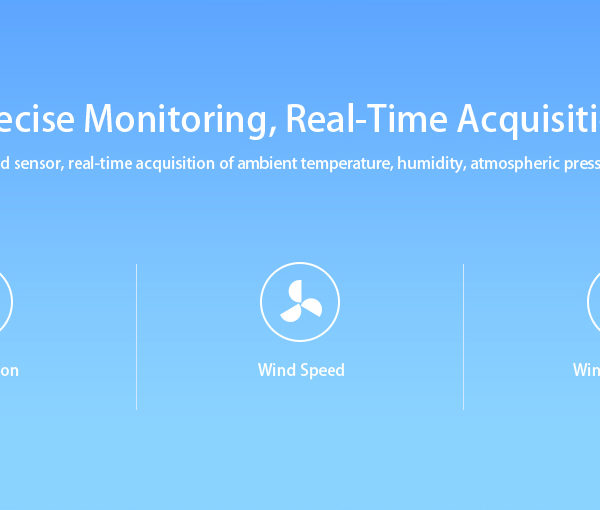 ecise Monitoring, Real-Time Acquisiti
d sensor, real-time acquisition of ambient temperature, humidity, atmospheric press
on
Wind Speed
Win